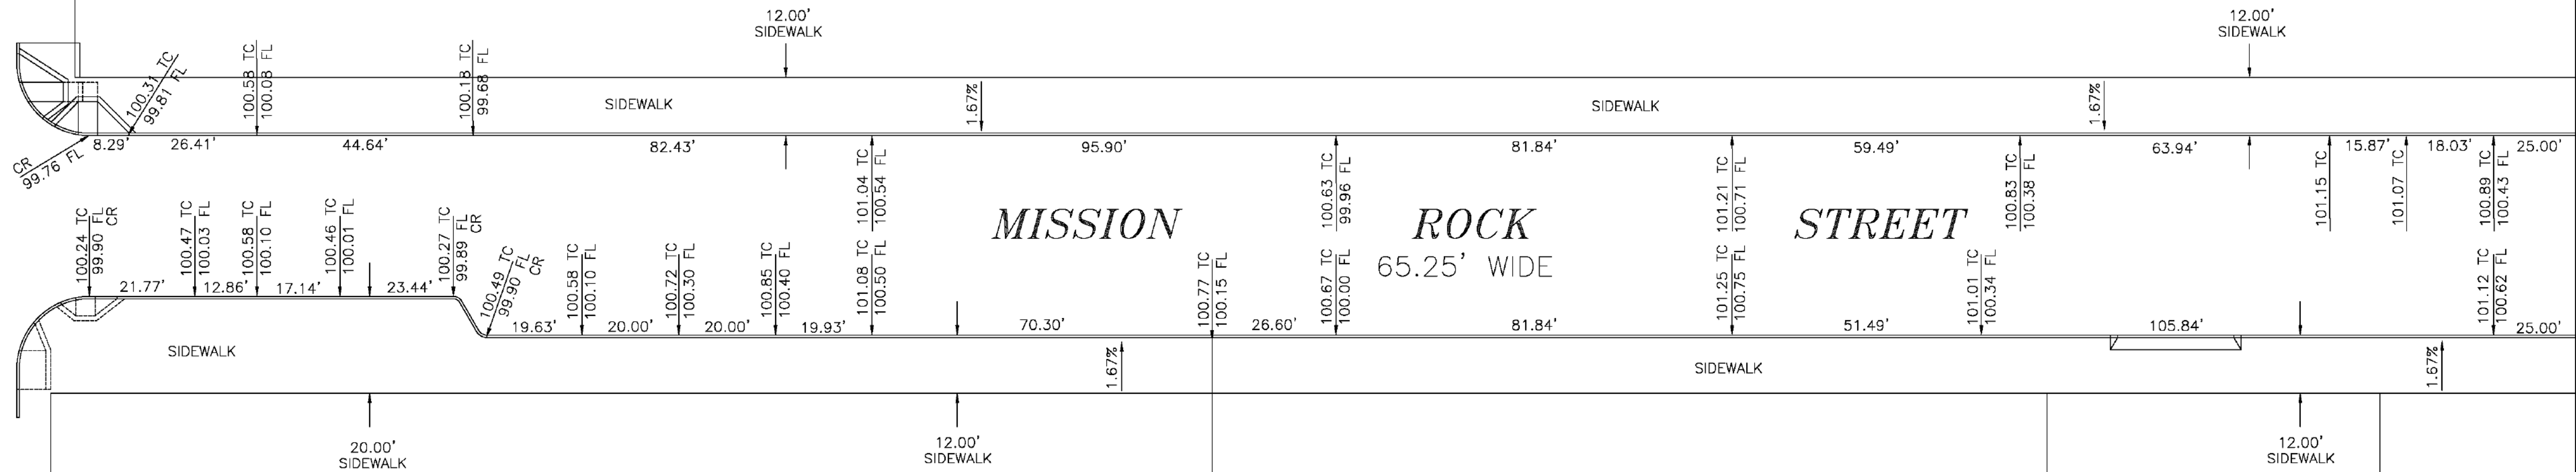 12.00'
SIDEWALK
12.00'
SIDEWALK
100.31 TC
99.81 FL
100.58 TC
100.08 FL
100.18 TC
99.68 FL
SIDEWALK
1.67%
SIDEWALK
1.67%
CR
99.76 FL
8.29'
26.41'
44.64'
82.43'
95.90'
81.84'
59.49'
63.94'
15.87'
18.03'
25.00'
101.04 TC
100.54 FL
100.63 TC
99.96 FL
101.21 TC
100.71 FL
100.83 TC
100.38 FL
101.15 TC
101.07 TC
100.89 TC
100.43 FL
MISSION ROCK STREET
65.25' WIDE
100.24 TC
99.90 FL
CR
100.47 TC
100.03 FL
100.58 TC
100.10 FL
100.46 TC
100.01 FL
100.27 TC
99.89 FL
CR
100.49 TC
99.90 FL
CR
100.58 TC
100.10 FL
100.72 TC
100.30 FL
100.85 TC
100.40 FL
101.08 TC
100.50 FL
100.77 TC
100.15 FL
100.67 TC
100.00 FL
101.25 TC
100.75 FL
101.01 TC
100.34 FL
101.12 TC
100.62 FL
21.77'
12.86'
17.14'
23.44'
19.63'
20.00'
20.00'
19.93'
70.30'
26.60'
81.84'
51.49'
105.84'
25.00'
SIDEWALK
1.67%
SIDEWALK
1.67%
20.00'
SIDEWALK
12.00'
SIDEWALK
12.00'
SIDEWALK